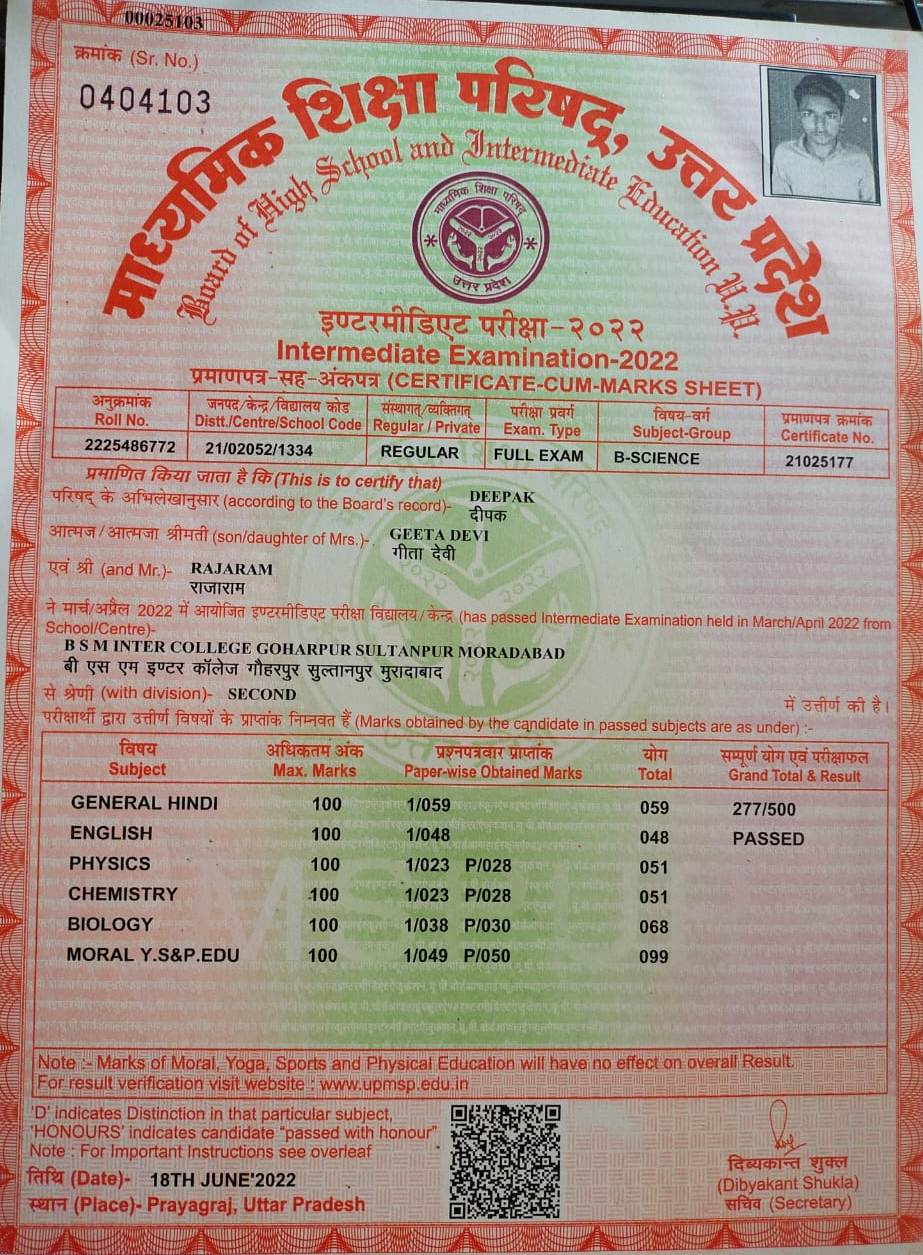 00025103
क्रमांक (Sr. No.)
0404103
माध्यमिक शिक्षा परिषद्, उत्तर प्रदेश
Board of High School and Intermediate Education U.P.
माध्यमिक शिक्षा परिषद
उत्तर प्रदेश
इण्टरमीडिएट परीक्षा-२०२२
Intermediate Examination-2022
प्रमाणपत्र-सह-अंकपत्र (CERTIFICATE-CUM-MARKS SHEET)
अनुक्रमांक जनपद/केन्द्र/विद्यालय कोड संस्थागत/व्यक्तिगत परीक्षा प्रवर्ग विषय-वर्ग प्रमाणपत्र क्रमांक
Roll No. Distt./Centre/School Code Regular / Private Exam. Type Subject-Group Certificate No.
2225486772 21/02052/1334 REGULAR FULL EXAM B-SCIENCE 21025177
प्रमाणित किया जाता है कि (This is to certify that)
परिषद् के अभिलेखानुसार (according to the Board's record)- DEEPAK
दीपक
आत्मज/आत्मजा श्रीमती (son/daughter of Mrs.)- GEETA DEVI
गीता देवी
एवं श्री (and Mr.)- RAJARAM
राजाराम
ने मार्च/अप्रैल 2022 में आयोजित इण्टरमीडिएट परीक्षा विद्यालय/केन्द्र (has passed Intermediate Examination held in March/April 2022 from
School/Centre)-
B S M INTER COLLEGE GOHARPUR SULTANPUR MORADABAD
बी एस एम इण्टर कॉलेज गौहरपुर सुल्तानपुर मुरादाबाद
से श्रेणी (with division)- SECOND में उत्तीर्ण की है।
परीक्षार्थी द्वारा उत्तीर्ण विषयों के प्राप्तांक निम्नवत हैं (Marks obtained by the candidate in passed subjects are as under) :-
विषय अधिकतम अंक प्रश्नपत्रवार प्राप्तांक योग सम्पूर्ण योग एवं परीक्षाफल
Subject Max. Marks Paper-wise Obtained Marks Total Grand Total & Result
GENERAL HINDI 100 1/059 059 277/500
ENGLISH 100 1/048 048 PASSED
PHYSICS 100 1/023 P/028 051
CHEMISTRY 100 1/023 P/028 051
BIOLOGY 100 1/038 P/030 068
MORAL Y.S&P.EDU 100 1/049 P/050 099
Note :- Marks of Moral, Yoga, Sports and Physical Education will have no effect on overall Result.
For result verification visit website : www.upmsp.edu.in
'D' indicates Distinction in that particular subject,
'HONOURS' indicates candidate "passed with honour"
Note : For Important Instructions see overleaf
तिथि (Date)- 18TH JUNE'2022
स्थान (Place)- Prayagraj, Uttar Pradesh
दिब्यकान्त शुक्ल
(Dibyakant Shukla)
सचिव (Secretary)